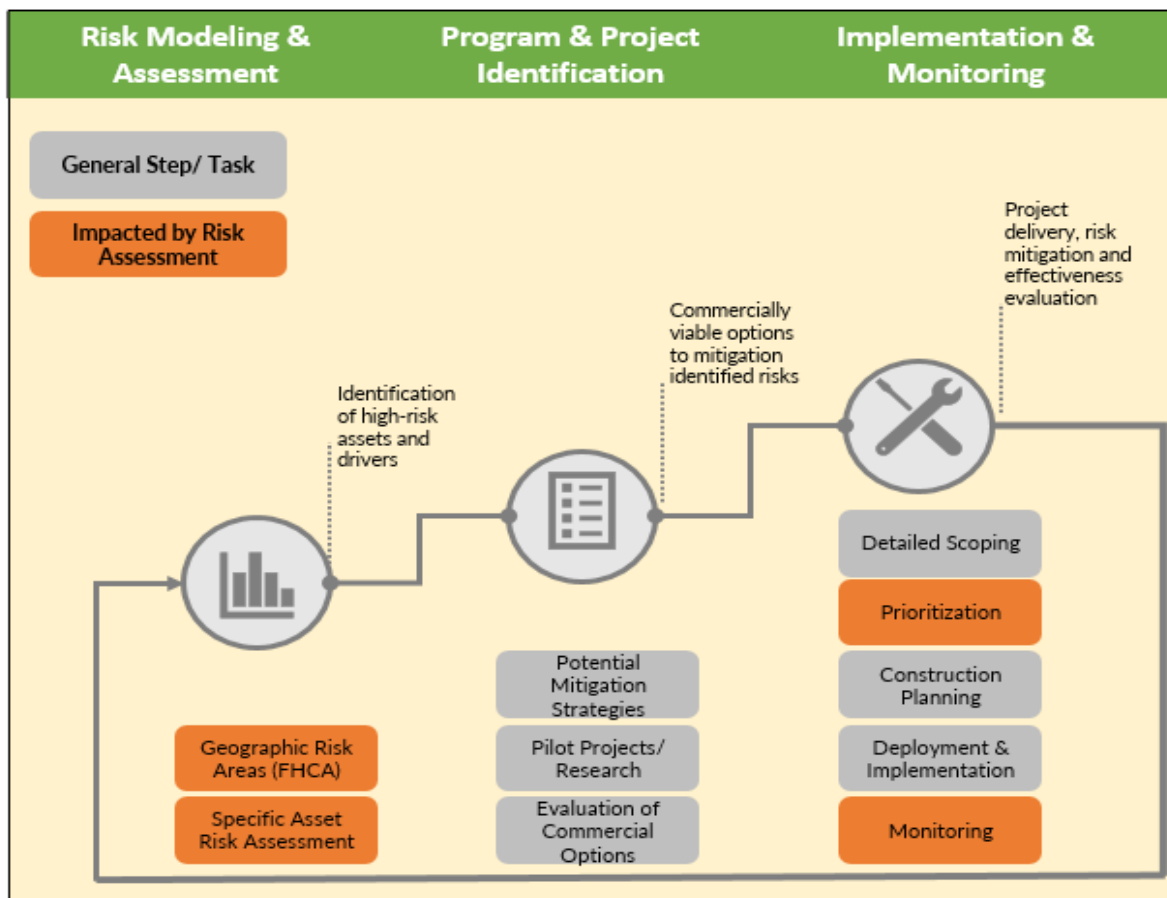 Risk Modeling &
Assessment
Program & Project
Identification
Implementation &
Monitoring
General Step/ Task
Impacted by Risk
Assessment
Identification
of high-risk
assets and
drivers
Commercially
viable options
to mitigation
identified risks
Project
delivery, risk
mitigation and
effectiveness
evaluation
Geographic Risk
Areas (FHCA)
Specific Asset
Risk Assessment
Potential
Mitigation
Strategies
Pilot Projects/
Research
Evaluation of
Commercial
Options
Detailed Scoping
Prioritization
Construction
Planning
Deployment &
Implementation
Monitoring